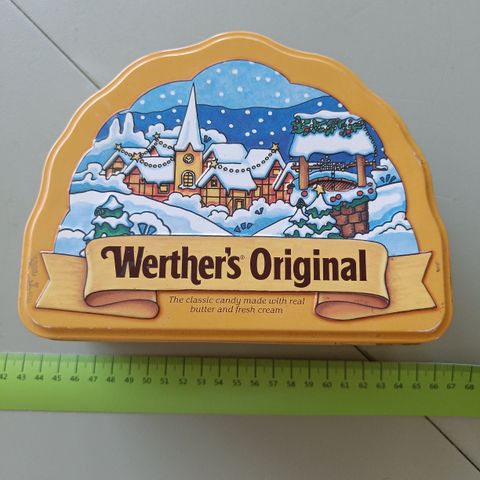 Werther's® Original
The classic candy made with real
butter and fresh cream
42 43 44 45 46 47 48 49 50 51 52 53 54 55 56 57 58 59 60 61 62 63 64 65 66 67 68